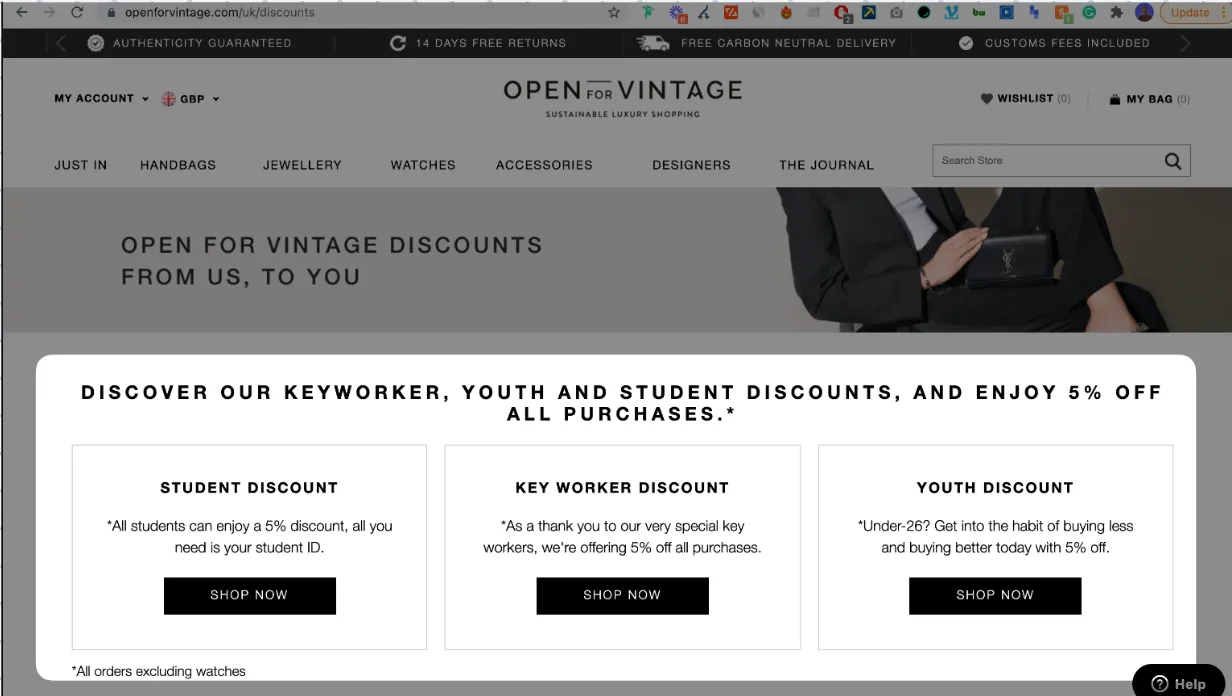 openforvintage.com/uk/discounts
Update
AUTHENTICITY GUARANTEED
14 DAYS FREE RETURNS
FREE CARBON NEUTRAL DELIVERY
CUSTOMS FEES INCLUDED
MY ACCOUNT
GBP
OPEN FOR VINTAGE
SUSTAINABLE LUXURY SHOPPING
WISHLIST (0)
MY BAG (0)
JUST IN
HANDBAGS
JEWELLERY
WATCHES
ACCESSORIES
DESIGNERS
THE JOURNAL
Search Store
OPEN FOR VINTAGE DISCOUNTS
FROM US, TO YOU
DISCOVER OUR KEYWORKER, YOUTH AND STUDENT DISCOUNTS, AND ENJOY 5% OFF
ALL PURCHASES.*
STUDENT DISCOUNT
*All students can enjoy a 5% discount, all you
need is your student ID.
SHOP NOW
KEY WORKER DISCOUNT
*As a thank you to our very special key
workers, we're offering 5% off all purchases.
SHOP NOW
YOUTH DISCOUNT
*Under-26? Get into the habit of buying less
and buying better today with 5% off.
SHOP NOW
*All orders excluding watches
Help